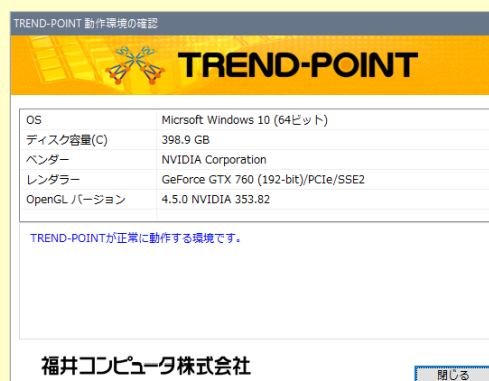 TREND-POINT 動作環境の確認
TREND-POINT
OS Micrsoft Windows 10 (64ビット)
ディスク容量(C) 398.9 GB
ベンダー NVIDIA Corporation
レンダラー GeForce GTX 760 (192-bit)/PCIe/SSE2
OpenGL バージョン 4.5.0 NVIDIA 353.82
TREND-POINTが正常に動作する環境です。
福井コンピュータ株式会社
閉じる